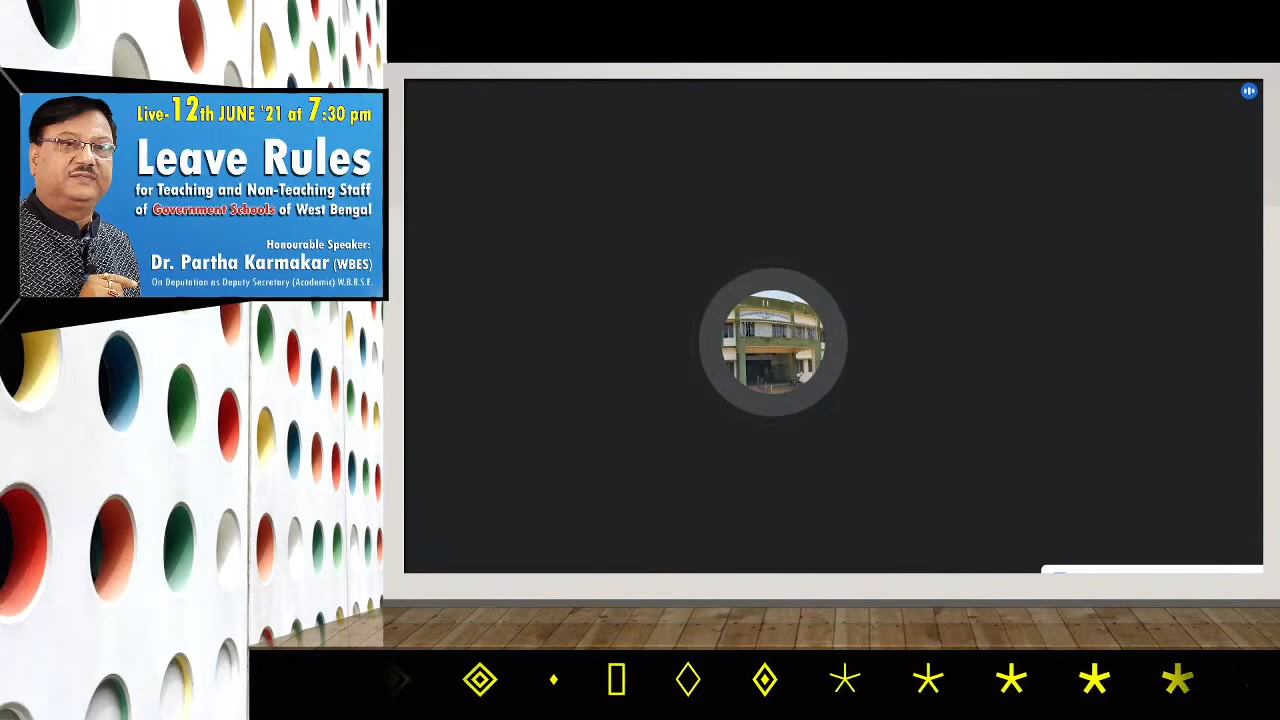 Live-12th JUNE '21 at 7:30 pm
Leave Rules
for Teaching and Non-Teaching Staff
of Government Schools of West Bengal
Honourable Speaker:
Dr. Partha Karmakar (WBES)
On Deputation as Deputy Secretary (Academic) W.B.B.S.E.